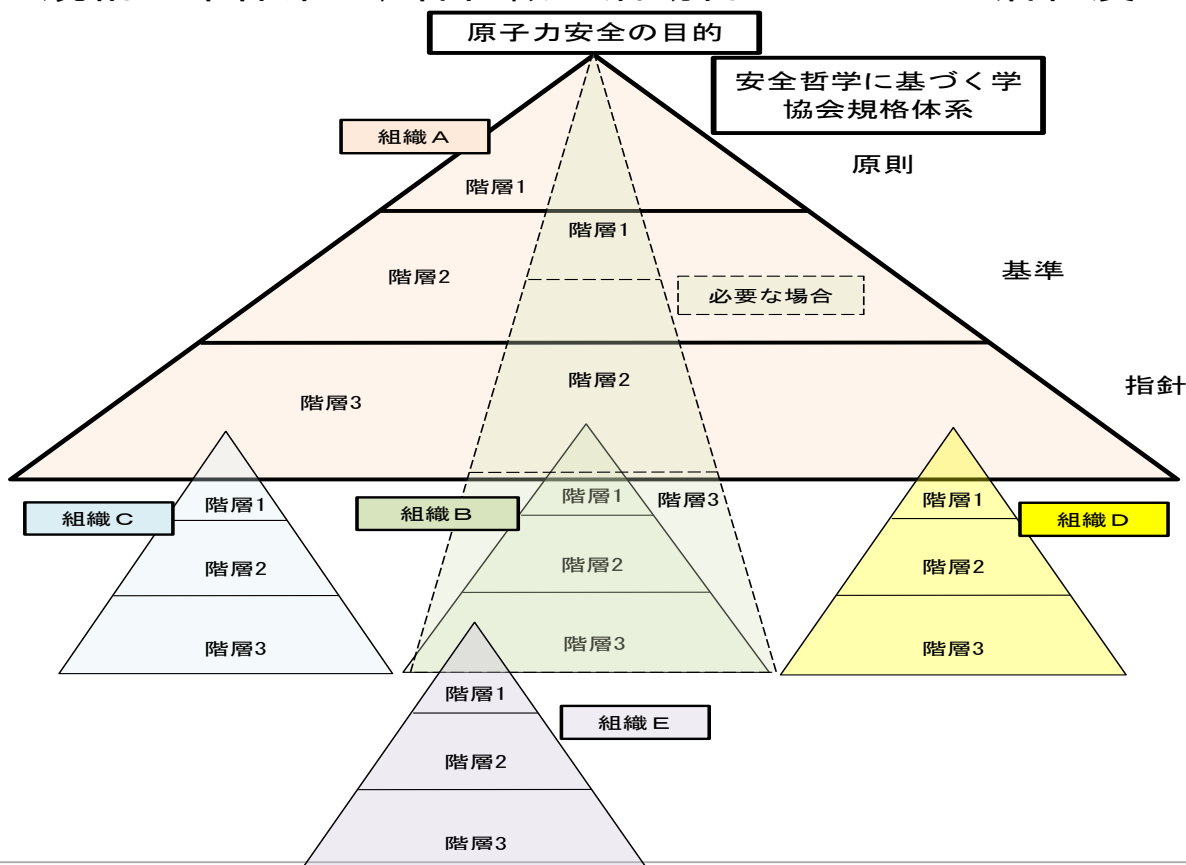 原子力安全の目的
安全哲学に基づく学
協会規格体系
組織A
原則
階層1
階層1
基準
階層2
必要な場合
階層2
指針
階層3
階層1
階層1
階層3
階層1
組織C
組織B
組織D
階層2
階層2
階層2
階層3
階層3
階層3
階層1
組織E
階層2
階層3